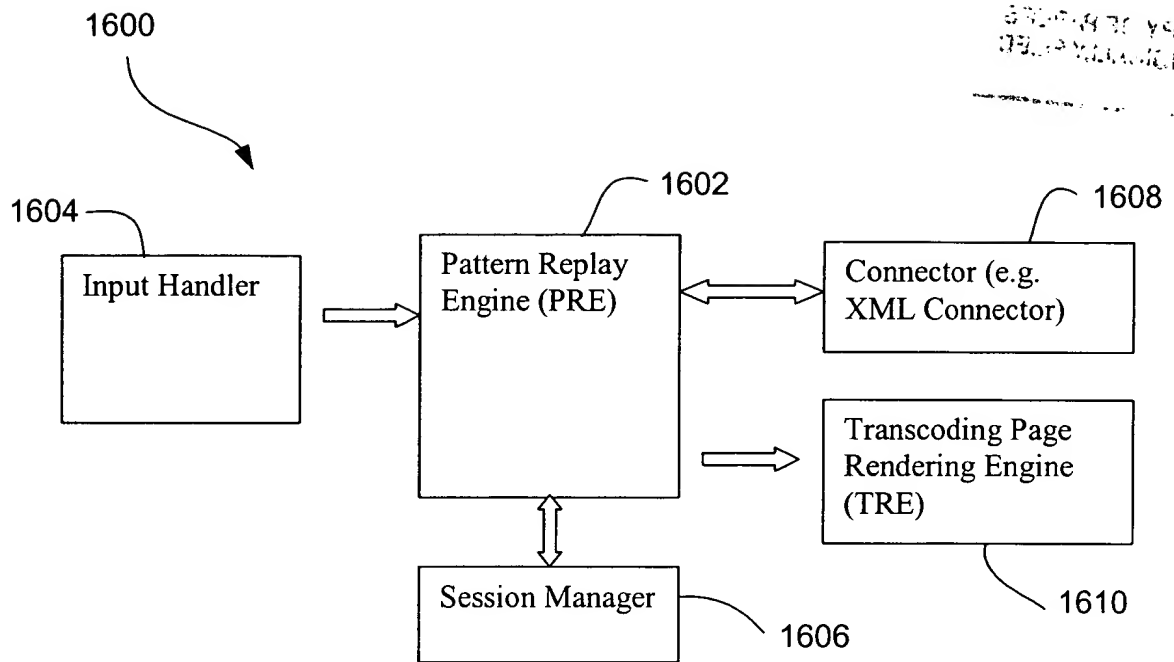 1600
1602
1604
1608
Input Handler
Pattern Replay
Engine (PRE)
Connector (e.g.
XML Connector)
Transcoding Page
Rendering Engine
(TRE)
Session Manager
1606
1610